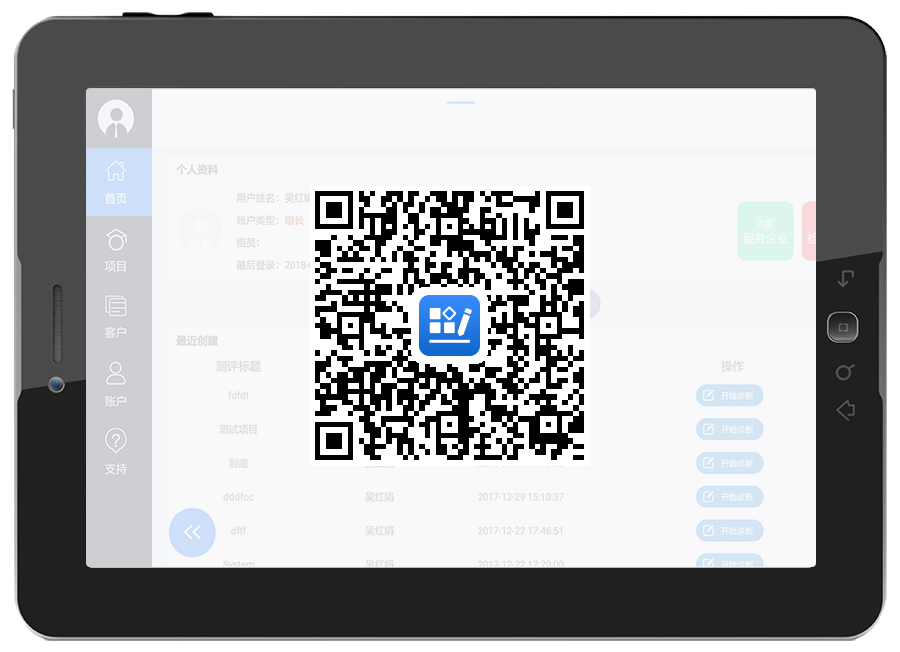 首页
项目
客户
账户
支持
个人资料
用户姓名：吴红娟
账户类型：组长
组员：
最后登录：2018-
9家
服务企业
最近创建
测评标题
操作
fdfdf
开始诊断
测试项目
开始诊断
到底
开始诊断
dddfcc
吴红娟
2017-12-29 15:10:37
开始诊断
dfff
吴红娟
2017-12-22 17:46:51
开始诊断
System
吴红娟
2017-12-22 17:20:00
开始诊断